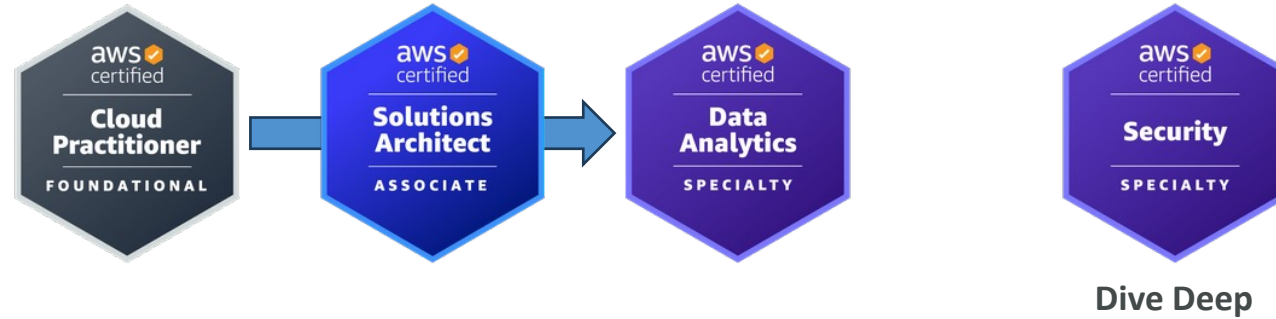 aws
certified
Cloud
Practitioner
FOUNDATIONAL
aws
certified
Solutions
Architect
ASSOCIATE
aws
certified
Data
Analytics
SPECIALTY
aws
certified
Security
SPECIALTY
Dive Deep